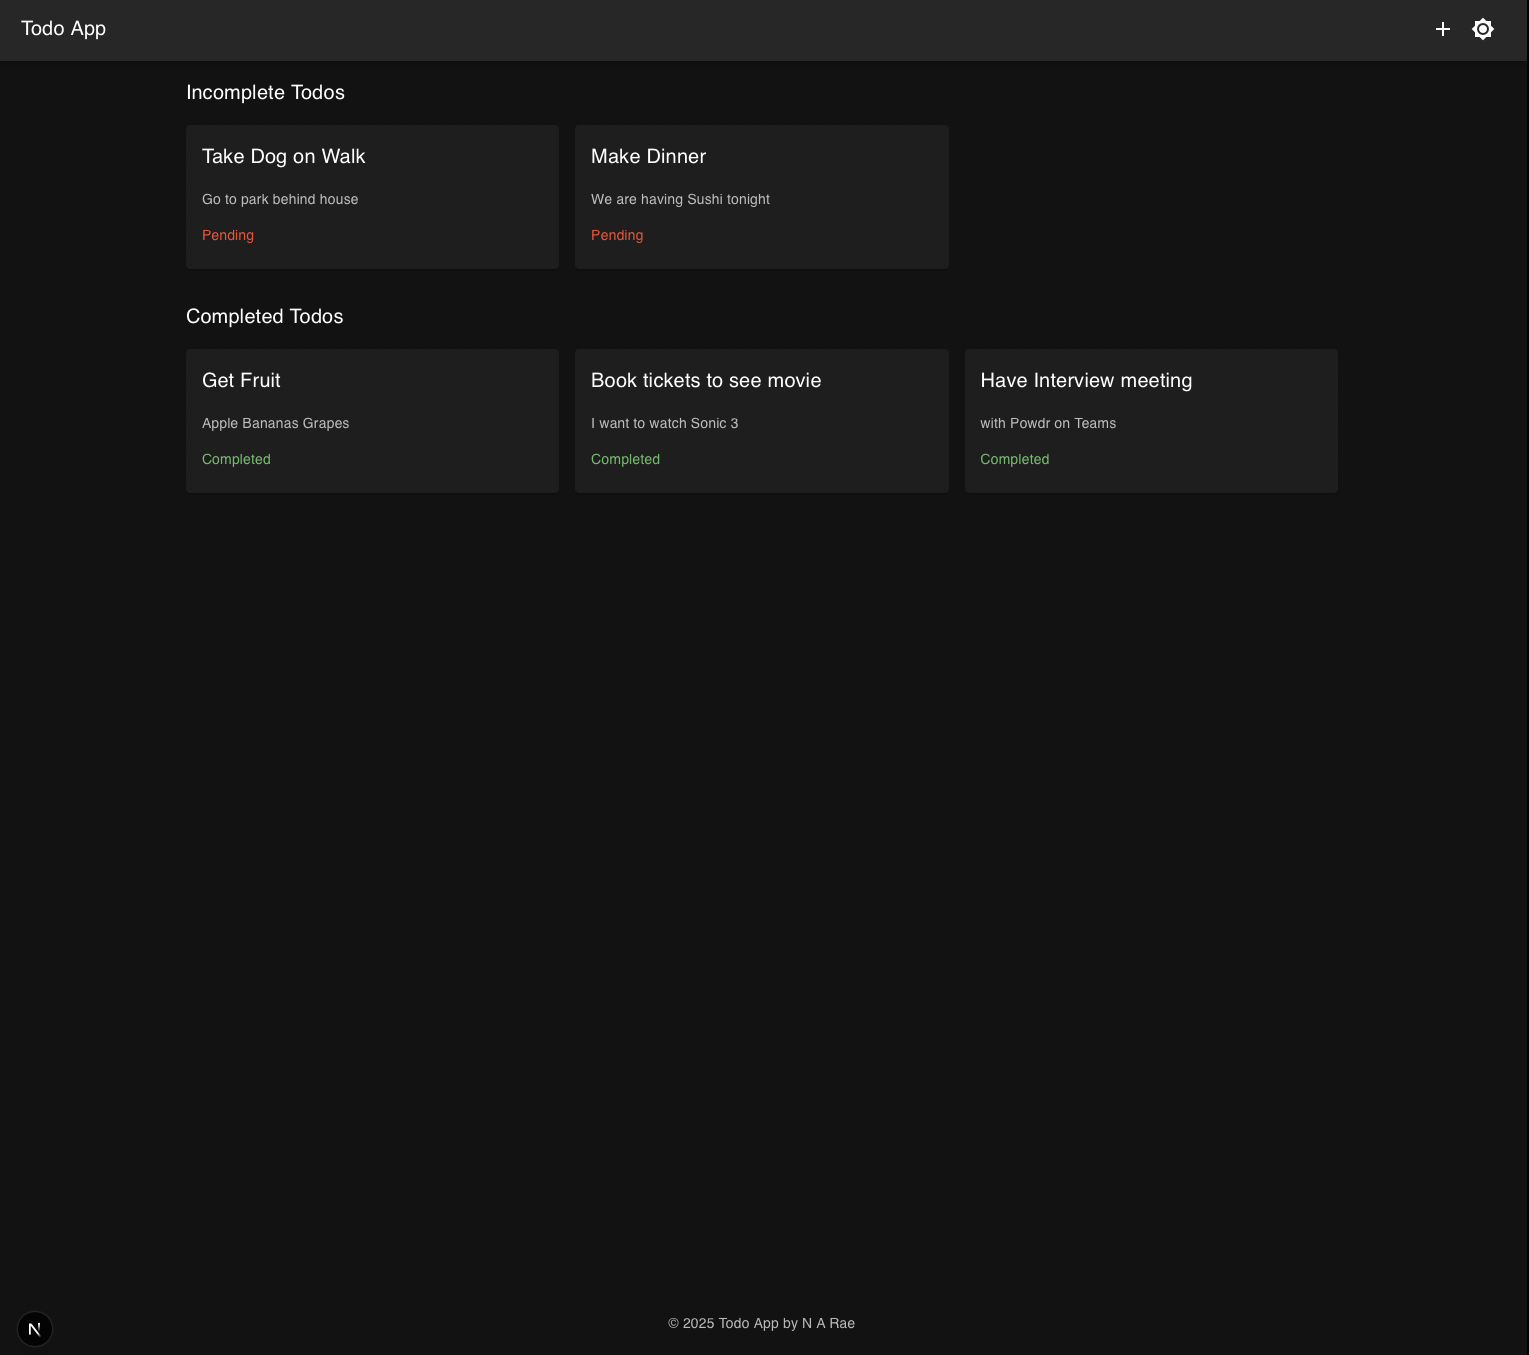 Todo App
Incomplete Todos
Take Dog on Walk
Go to park behind house
Pending
Make Dinner
We are having Sushi tonight
Pending
Completed Todos
Get Fruit
Apple Bananas Grapes
Completed
Book tickets to see movie
I want to watch Sonic 3
Completed
Have Interview meeting
with Powdr on Teams
Completed
N
© 2025 Todo App by N A Rae